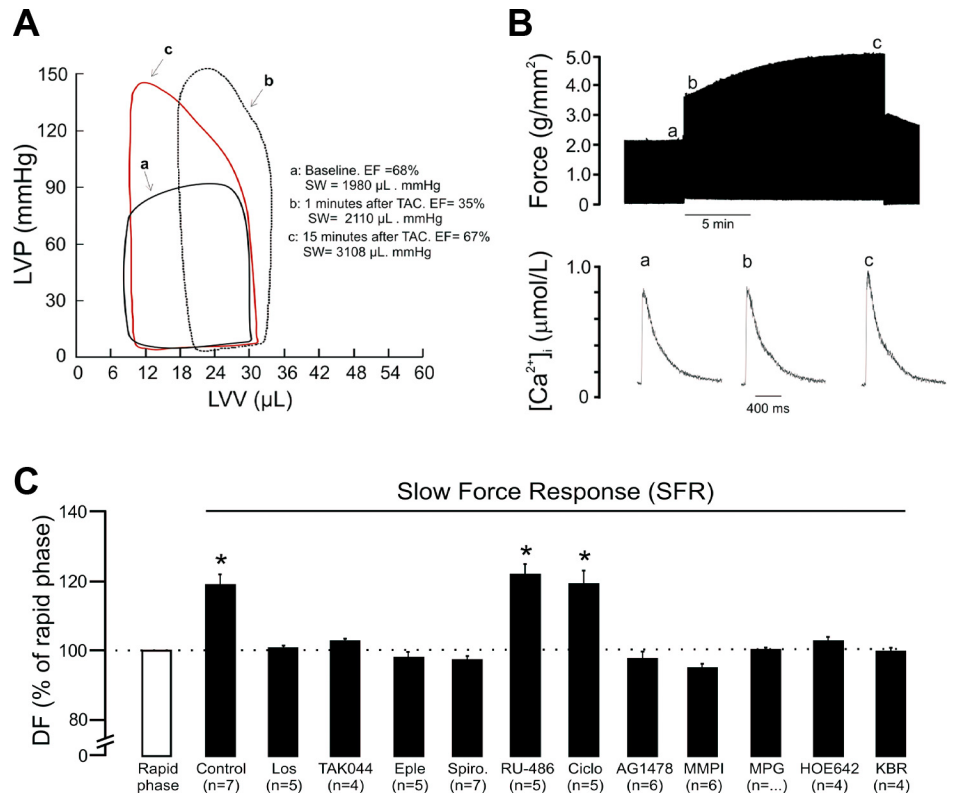 A
c
b
a
150
120
90
60
30
0
LVP (mmHg)
0 6 12 18 24 30 36 42 48 54 60
LVV (µL)
a: Baseline. EF =68%
SW = 1980 µL . mmHg
b: 1 minutes after TAC. EF= 35%
SW= 2110 µL . mmHg
c: 15 minutes after TAC. EF= 67%
SW= 3108 µL. mmHg
B
Force (g/mm²)
5.0
4.0
3.0
2.0
1.0
0
a
b
c
5 min
[Ca²⁺]i (µmol/L)
1.0
0
a
b
c
400 ms
C
Slow Force Response (SFR)
DF (% of rapid phase)
140
120
100
80
0
*
*
*
Rapid phase
Control (n=7)
Los (n=5)
TAK044 (n=4)
Eple (n=5)
Spiro. (n=7)
RU-486 (n=5)
Ciclo (n=5)
AG1478 (n=6)
MMPI (n=6)
MPG (n=...)
HOE642 (n=4)
KBR (n=4)